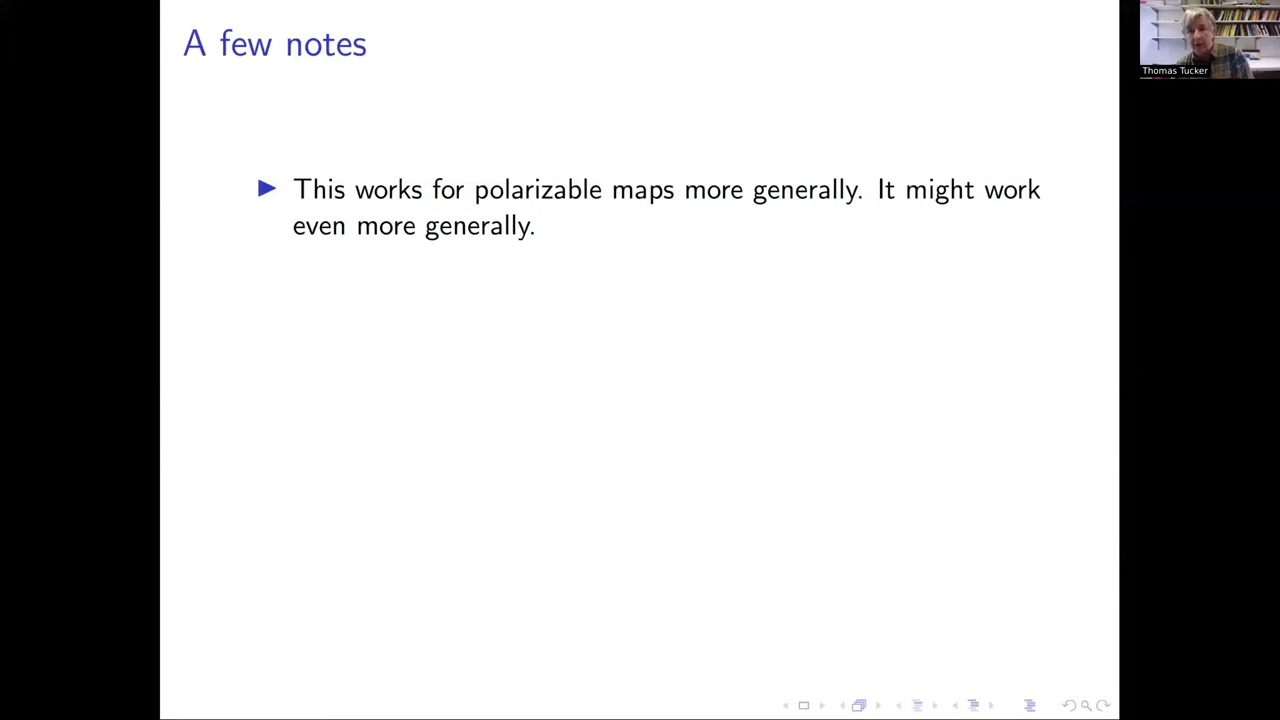 A few notes
Thomas Tucker
▶ This works for polarizable maps more generally. It might work
even more generally.